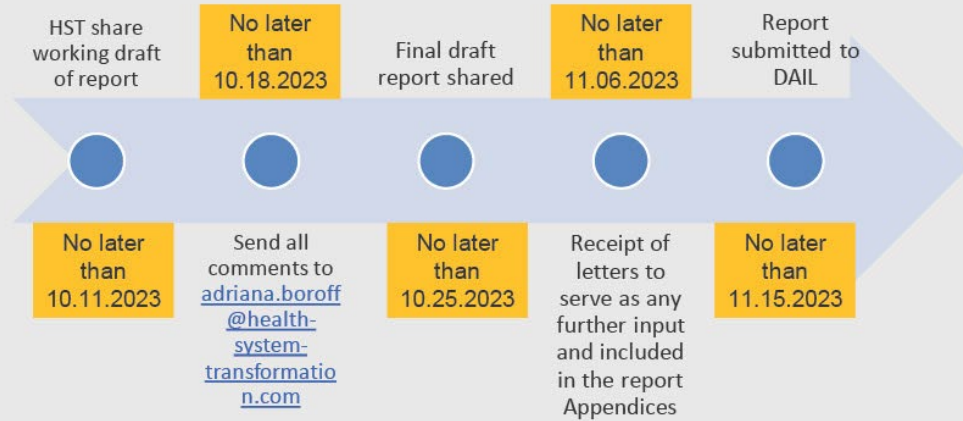 HST share
working draft
of report
No later
than
10.11.2023
No later
than
10.18.2023
Send all
comments to
adriana.boroff
@health-
system-
transformatio
n.com
Final draft
report shared
No later
than
10.25.2023
No later
than
11.06.2023
Receipt of
letters to
serve as any
further input
and included
in the report
Appendices
Report
submitted to
DAIL
No later
than
11.15.2023